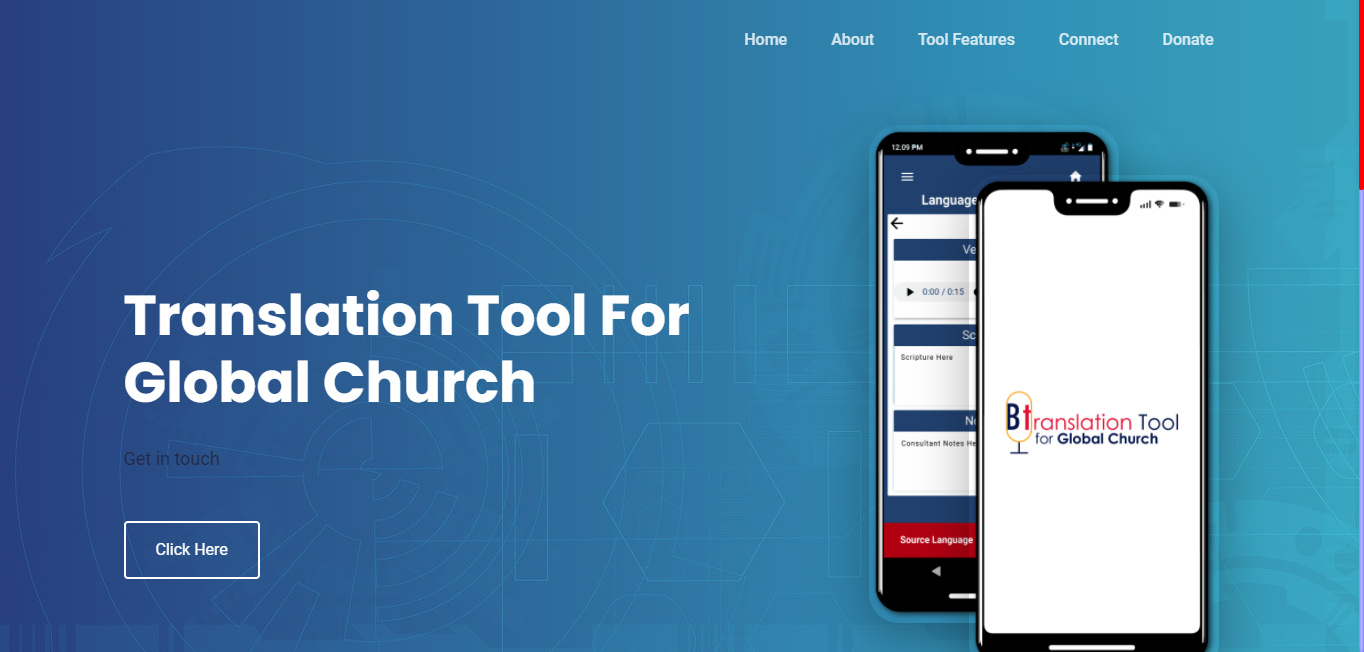 Home About Tool Features Connect Donate
12.09 PM
Language
Ve
0:00 / 0:15
Sc
Scripture Here
No
Consultant Notes He
Source Language
Btranslation Tool
for Global Church
Translation Tool For
Global Church
Get in touch
Click Here